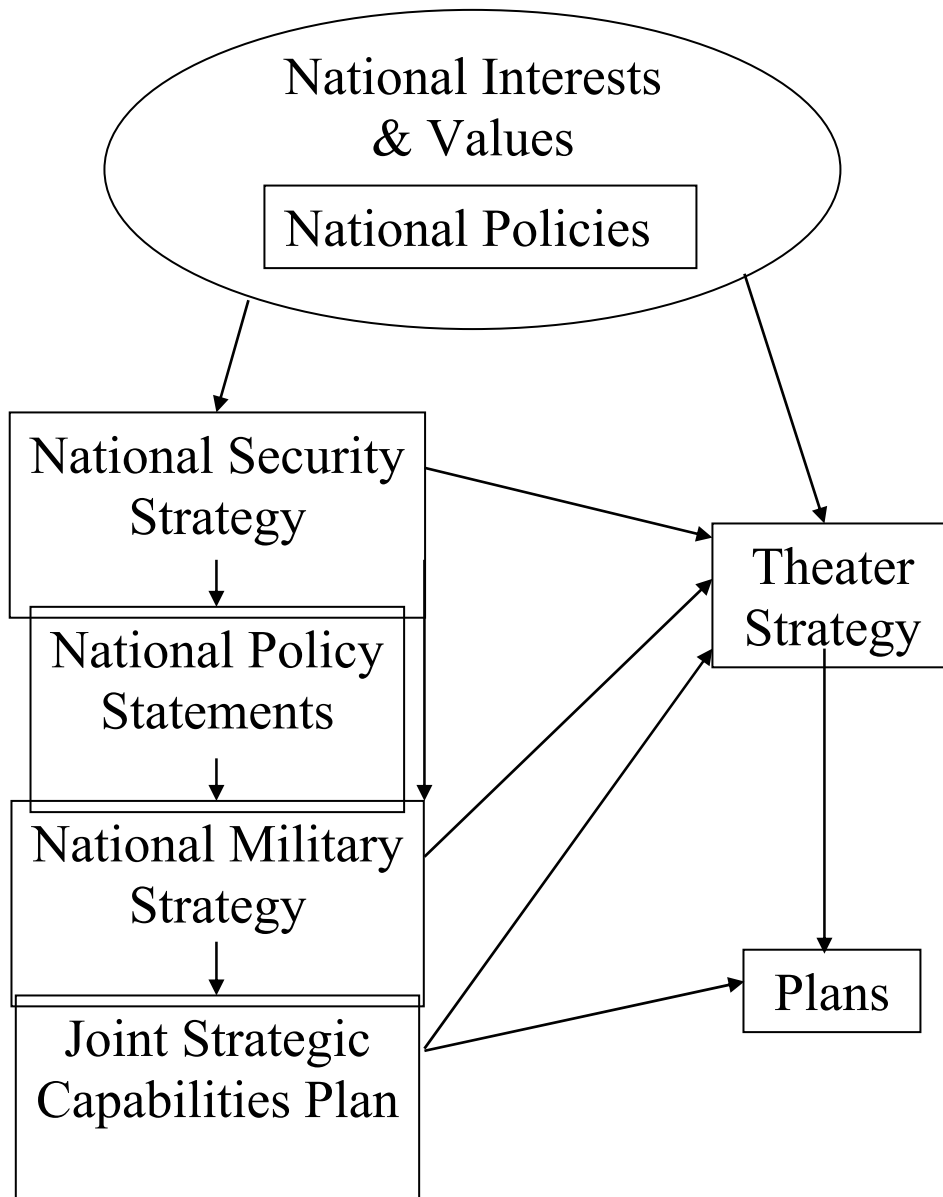 National Interests
& Values
National Policies
National Security
Strategy
National Policy
Statements
National Military
Strategy
Joint Strategic
Capabilities Plan
Theater
Strategy
Plans